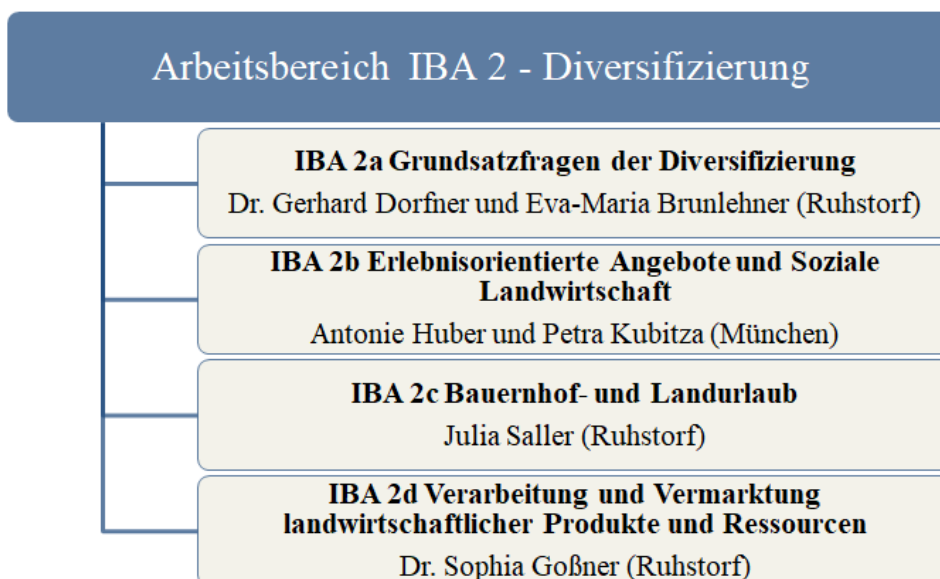 Arbeitsbereich IBA 2 - Diversifizierung
IBA 2a Grundsatzfragen der Diversifizierung
Dr. Gerhard Dorfner und Eva-Maria Brunlehner (Ruhstorf)
IBA 2b Erlebnisorientierte Angebote und Soziale
Landwirtschaft
Antonie Huber und Petra Kubitza (München)
IBA 2c Bauernhof- und Landurlaub
Julia Saller (Ruhstorf)
IBA 2d Verarbeitung und Vermarktung
landwirtschaftlicher Produkte und Ressourcen
Dr. Sophia Goßner (Ruhstorf)